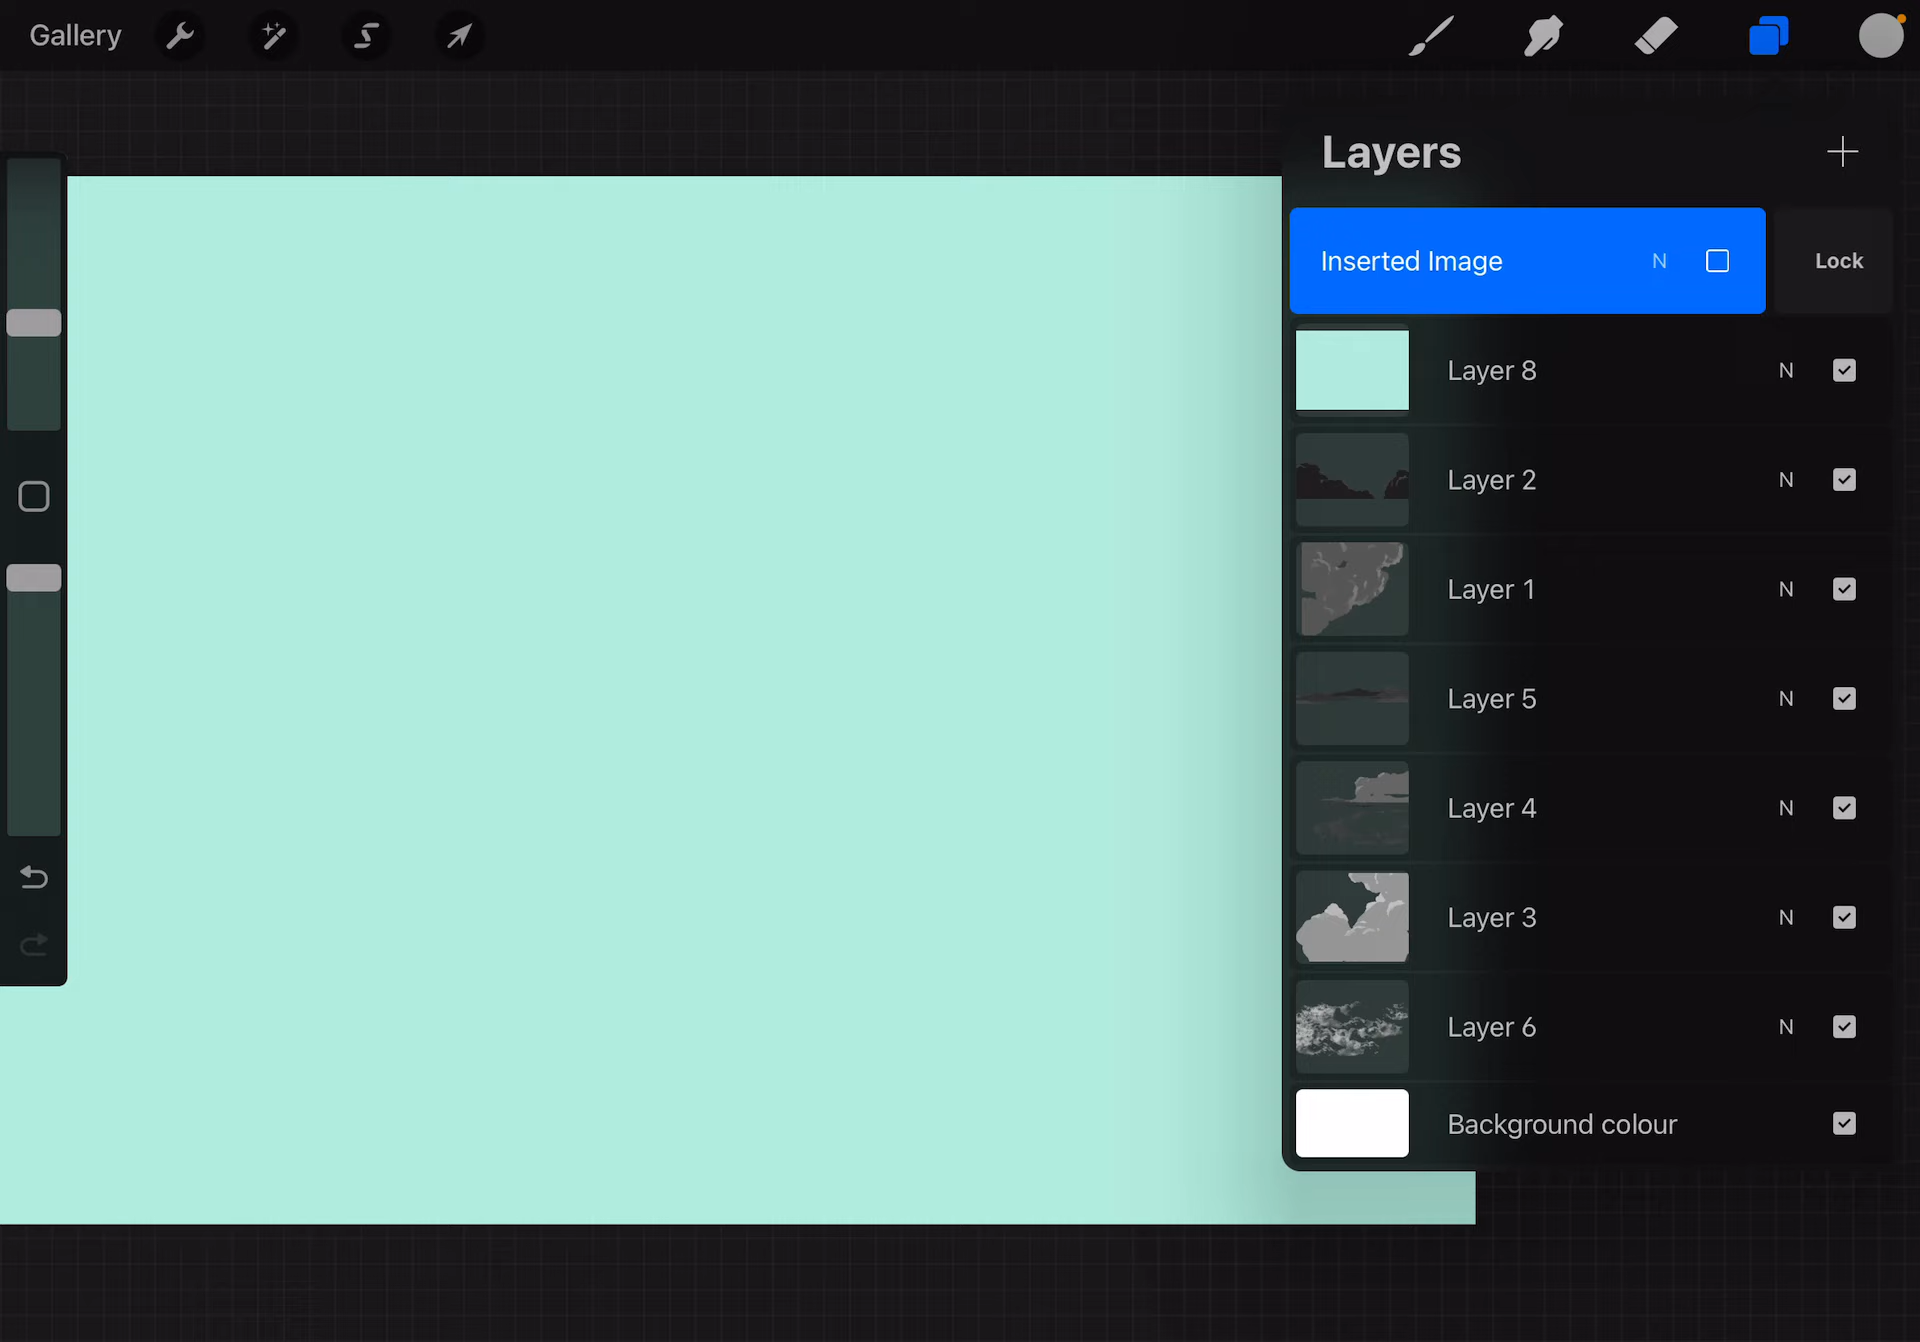 Gallery
Layers
Inserted Image N Lock
Layer 8 N
Layer 2 N
Layer 1 N
Layer 5 N
Layer 4 N
Layer 3 N
Layer 6 N
Background colour